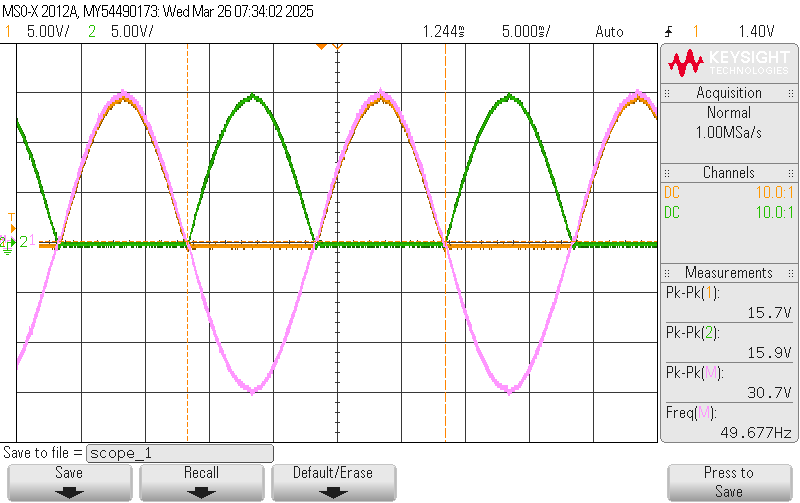 MSO-X 2012A, MY54490173: Wed Mar 26 07:34:02 2025
1 5.00V/ 2 5.00V/ 1.244s 5.000s/ Auto 1 1.40V
KEYSIGHT
TECHNOLOGIES
Acquisition
Normal
1.00MSa/s
Channels
DC 10.0:1
DC 10.0:1
Measurements
Pk-Pk(1):
15.7V
Pk-Pk(2):
15.9V
Pk-Pk(M):
30.7V
Freq(M):
49.677Hz
Save to file = scope_1
Save
Recall
Default/Erase
Press to
Save